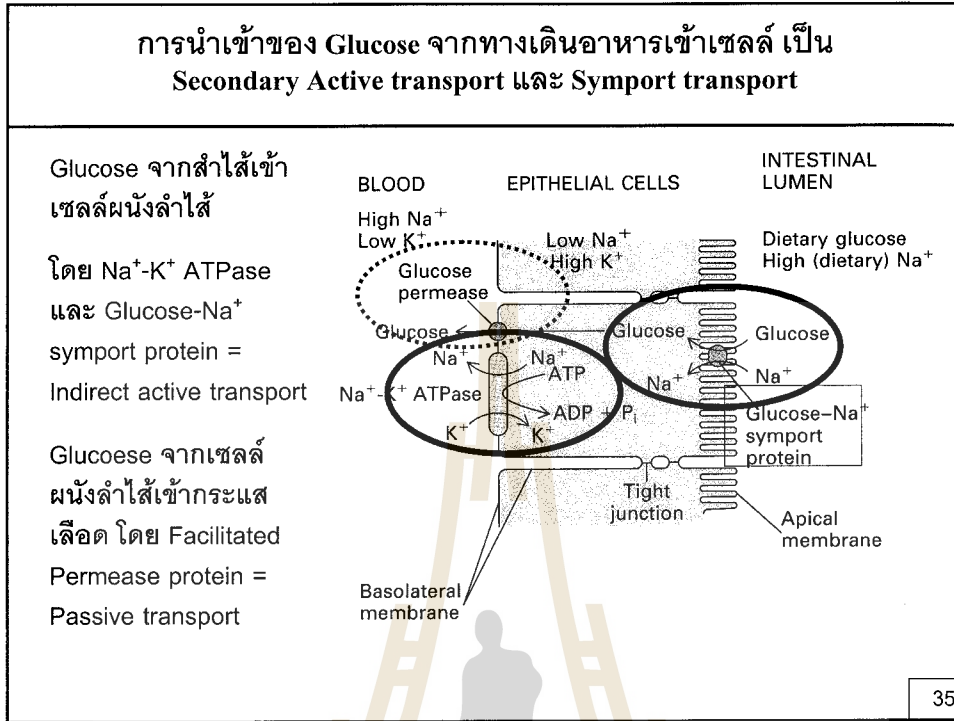 การนำเข้าของ Glucose จากทางเดินอาหารเข้าเซลล์ เป็น
Secondary Active transport และ Symport transport
Glucose จากสำไส้เข้า
เซลล์ผนังลำไส้
โดย Na⁺-K⁺ ATPase
และ Glucose-Na⁺
symport protein =
Indirect active transport
Glucoese จากเซลล์
ผนังลำไส้เข้ากระแส
เลือด โดย Facilitated
Permease protein =
Passive transport
BLOOD
High Na⁺
Low K⁺
EPITHELIAL CELLS
Low Na⁺
High K⁺
INTESTINAL
LUMEN
Dietary glucose
High (dietary) Na⁺
Glucose
permease
Glucose
Glucose
Glucose
Na⁺
Na⁺
Na⁺
Na⁺
ATP
Na⁺-K⁺ ATPase
ADP + Pᵢ
K⁺
K⁺
Glucose–Na⁺
symport
protein
Tight
junction
Apical
membrane
Basolateral
membrane
35